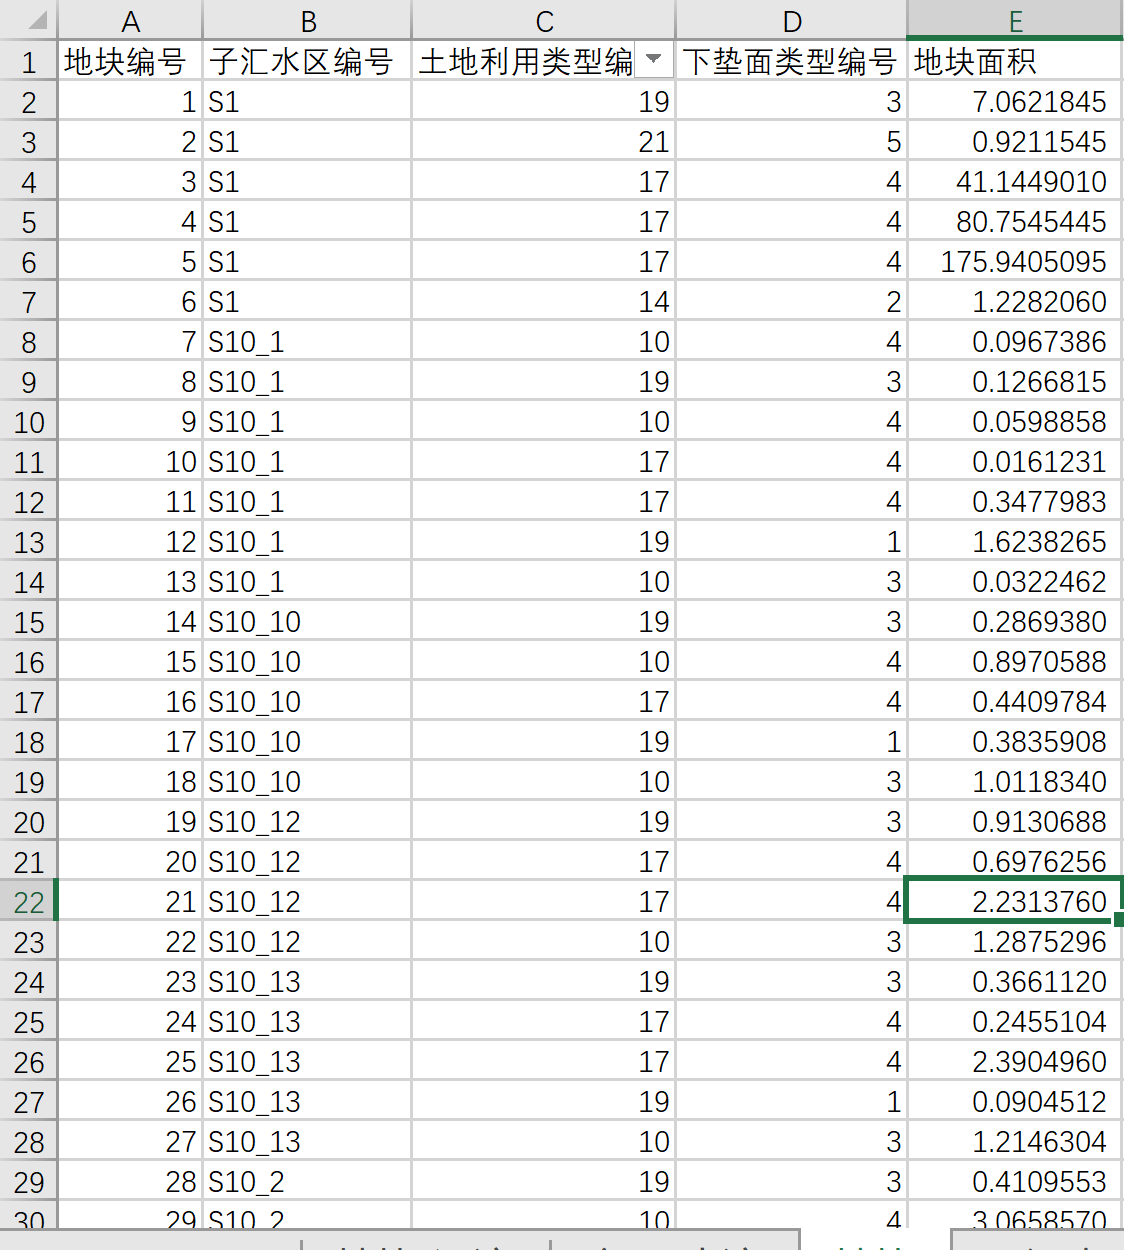 A B C D E
1 地块编号 子汇水区编号 土地利用类型编 下垫面类型编号 地块面积
2 1 S1 19 3 7.0621845
3 2 S1 21 5 0.9211545
4 3 S1 17 4 41.1449010
5 4 S1 17 4 80.7545445
6 5 S1 17 4 175.9405095
7 6 S1 14 2 1.2282060
8 7 S10_1 10 4 0.0967386
9 8 S10_1 19 3 0.1266815
10 9 S10_1 10 4 0.0598858
11 10 S10_1 17 4 0.0161231
12 11 S10_1 17 4 0.3477983
13 12 S10_1 19 1 1.6238265
14 13 S10_1 10 3 0.0322462
15 14 S10_10 19 3 0.2869380
16 15 S10_10 10 4 0.8970588
17 16 S10_10 17 4 0.4409784
18 17 S10_10 19 1 0.3835908
19 18 S10_10 10 3 1.0118340
20 19 S10_12 19 3 0.9130688
21 20 S10_12 17 4 0.6976256
22 21 S10_12 17 4 2.2313760
23 22 S10_12 10 3 1.2875296
24 23 S10_13 19 3 0.3661120
25 24 S10_13 17 4 0.2455104
26 25 S10_13 17 4 2.3904960
27 26 S10_13 19 1 0.0904512
28 27 S10_13 10 3 1.2146304
29 28 S10_2 19 3 0.4109553
30 29 S10_2 10 4 3.0658570